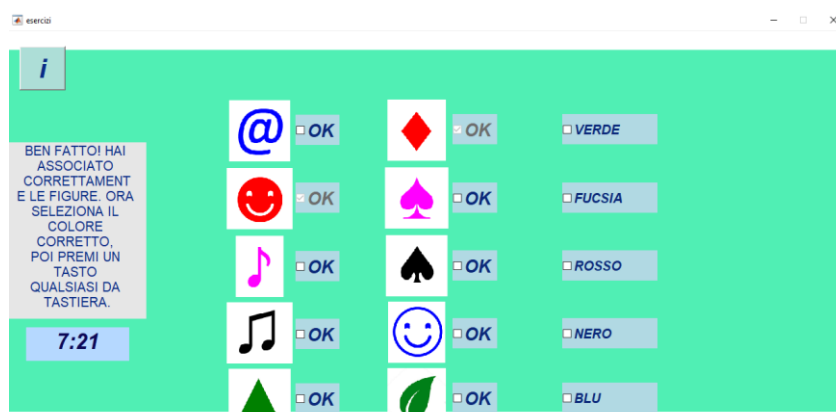 esercizi
i
BEN FATTO! HAI
ASSOCIATO
CORRETTAMENT
E LE FIGURE. ORA
SELEZIONA IL
COLORE
CORRETTO,
POI PREMI UN
TASTO
QUALSIASI DA
TASTIERA.
7:21
@ OK OK VERDE
OK OK FUCSIA
OK OK ROSSO
OK OK NERO
OK OK BLU